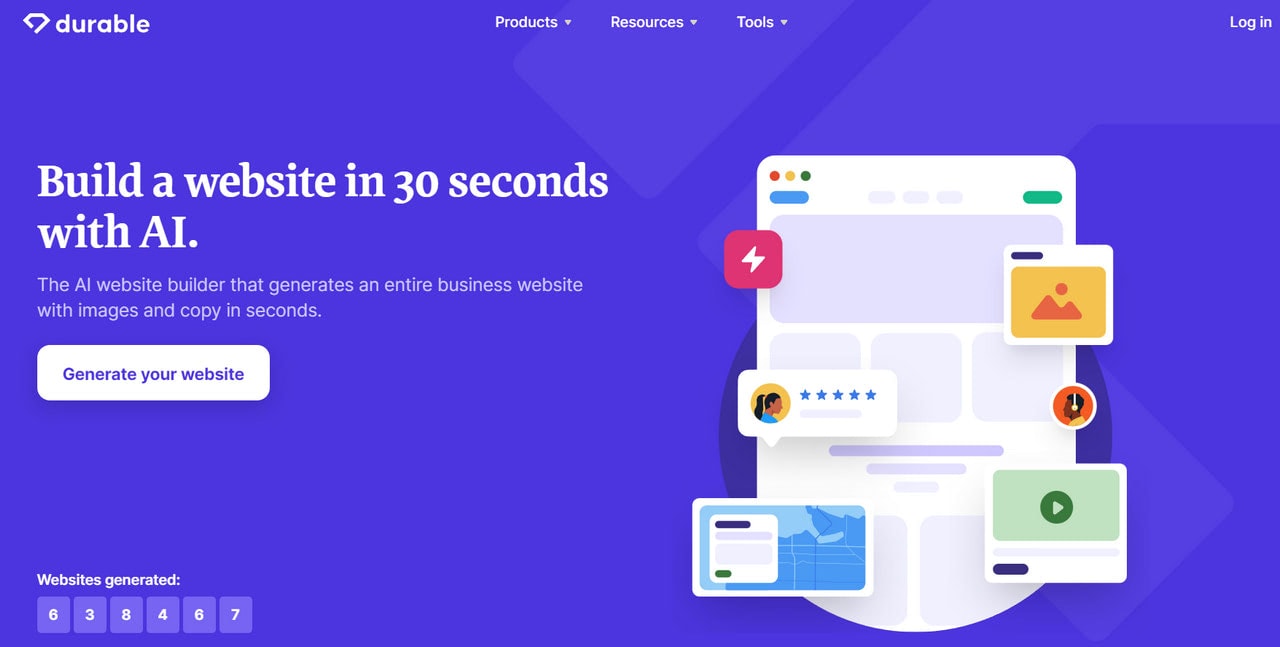 durable
Products
Resources
Tools
Log in
Build a website in 30 seconds
with AI.
The AI website builder that generates an entire business website
with images and copy in seconds.
Generate your website
Websites generated:
6 3 8 4 6 7